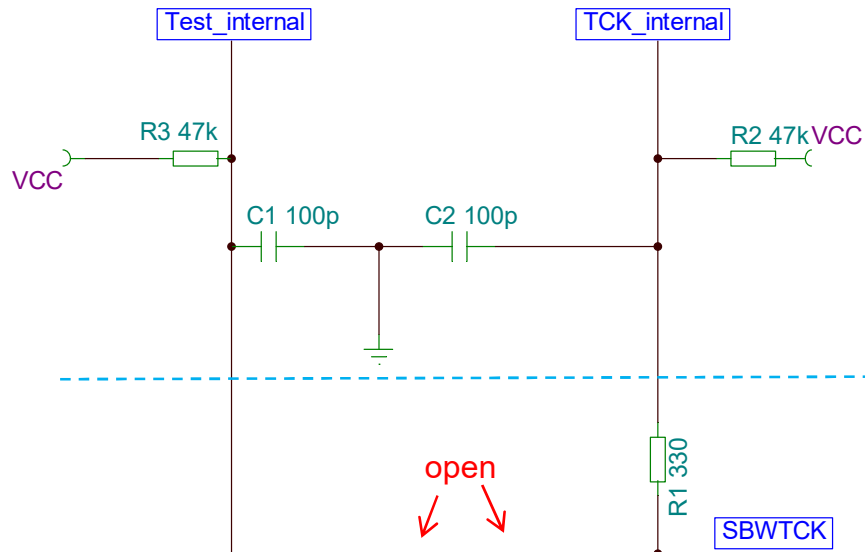 Test_internal
TCK_internal
R3 47k
R2 47k
VCC
VCC
C1 100p
C2 100p
open
R1 330
SBWTCK